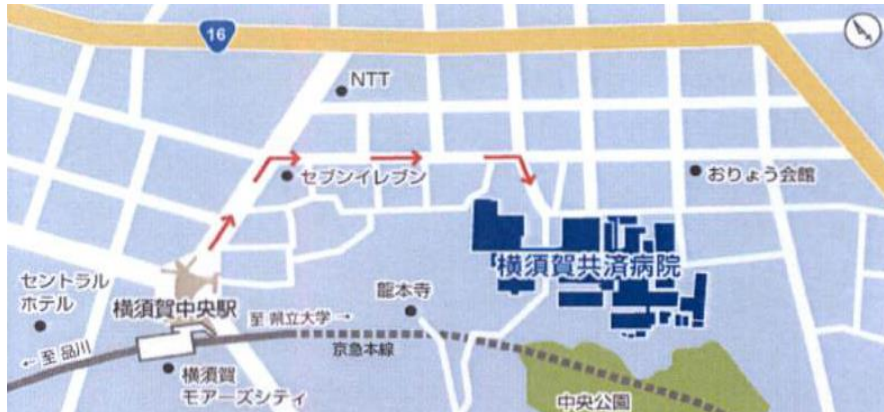 16
NTT
セブンイレブン
おりょう会館
横須賀共済病院
セントラル
ホテル
横須賀中央駅
龍本寺
至 県立大学→
←至 品川
京急本線
横須賀
モアーズシティ
中央公園